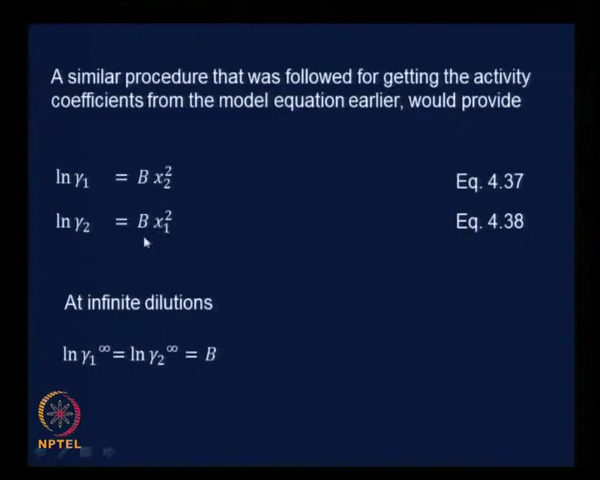 A similar procedure that was followed for getting the activity
coefficients from the model equation earlier, would provide
ln γ₁ = B x₂² Eq. 4.37
ln γ₂ = B x₁² Eq. 4.38
At infinite dilutions
ln γ₁^∞ = ln γ₂^∞ = B
NPTEL